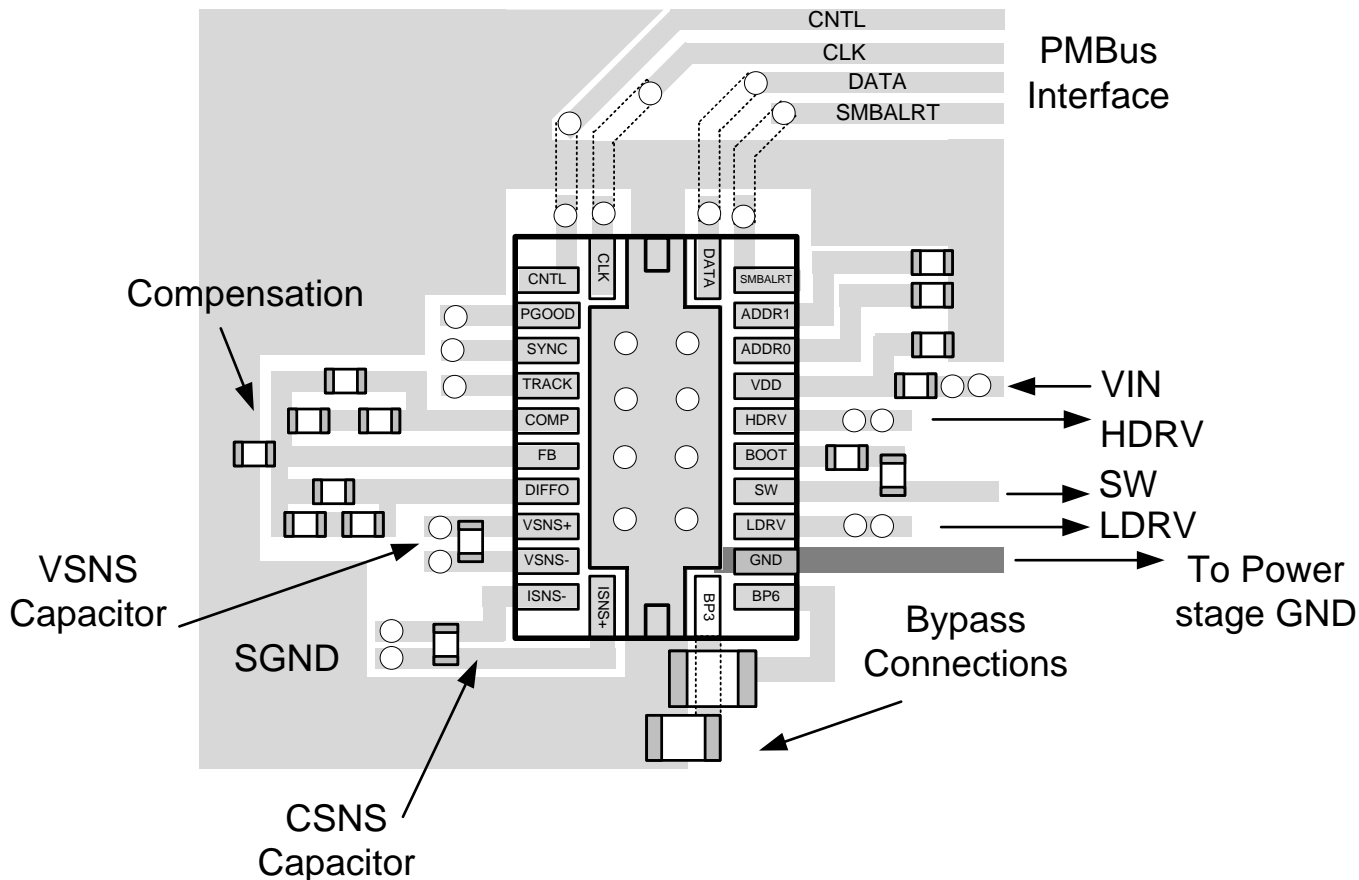 CNTL
CLK
DATA
SMBALRT
PMBus
Interface
CLK
DATA
CNTL
SMBALRT
PGOOD
ADDR1
SYNC
ADDR0
TRACK
VDD
COMP
HDRV
FB
BOOT
DIFFO
SW
VSNS+
LDRV
VSNS-
GND
ISNS-
ISNS+
BP3
BP6
Compensation
VIN
HDRV
SW
LDRV
VSNS
Capacitor
To Power
stage GND
SGND
Bypass
Connections
CSNS
Capacitor